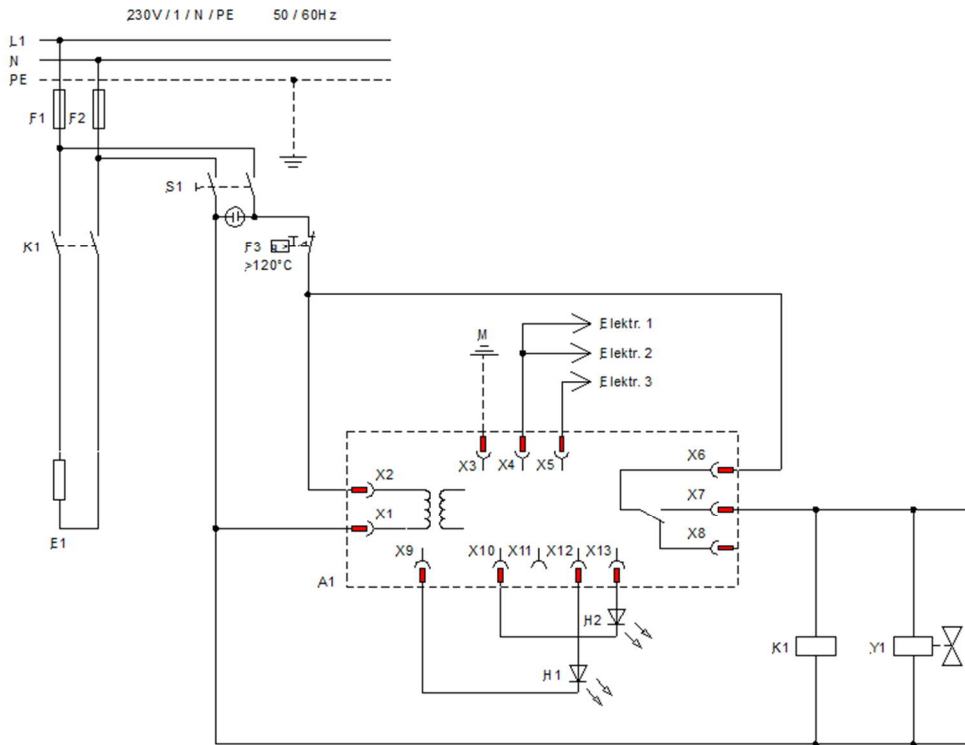 230V / 1 / N / PE 50 / 60Hz
L1
N
PE
F1 F2
S1
K1 F3
>120°C
Elektr. 1
M
Elektr. 2
Elektr. 3
X3 X4 X5 X6
X2
X7
X1
X8
X9 X10 X11 X12 X13
E1
A1
H2
K1 Y1
H1